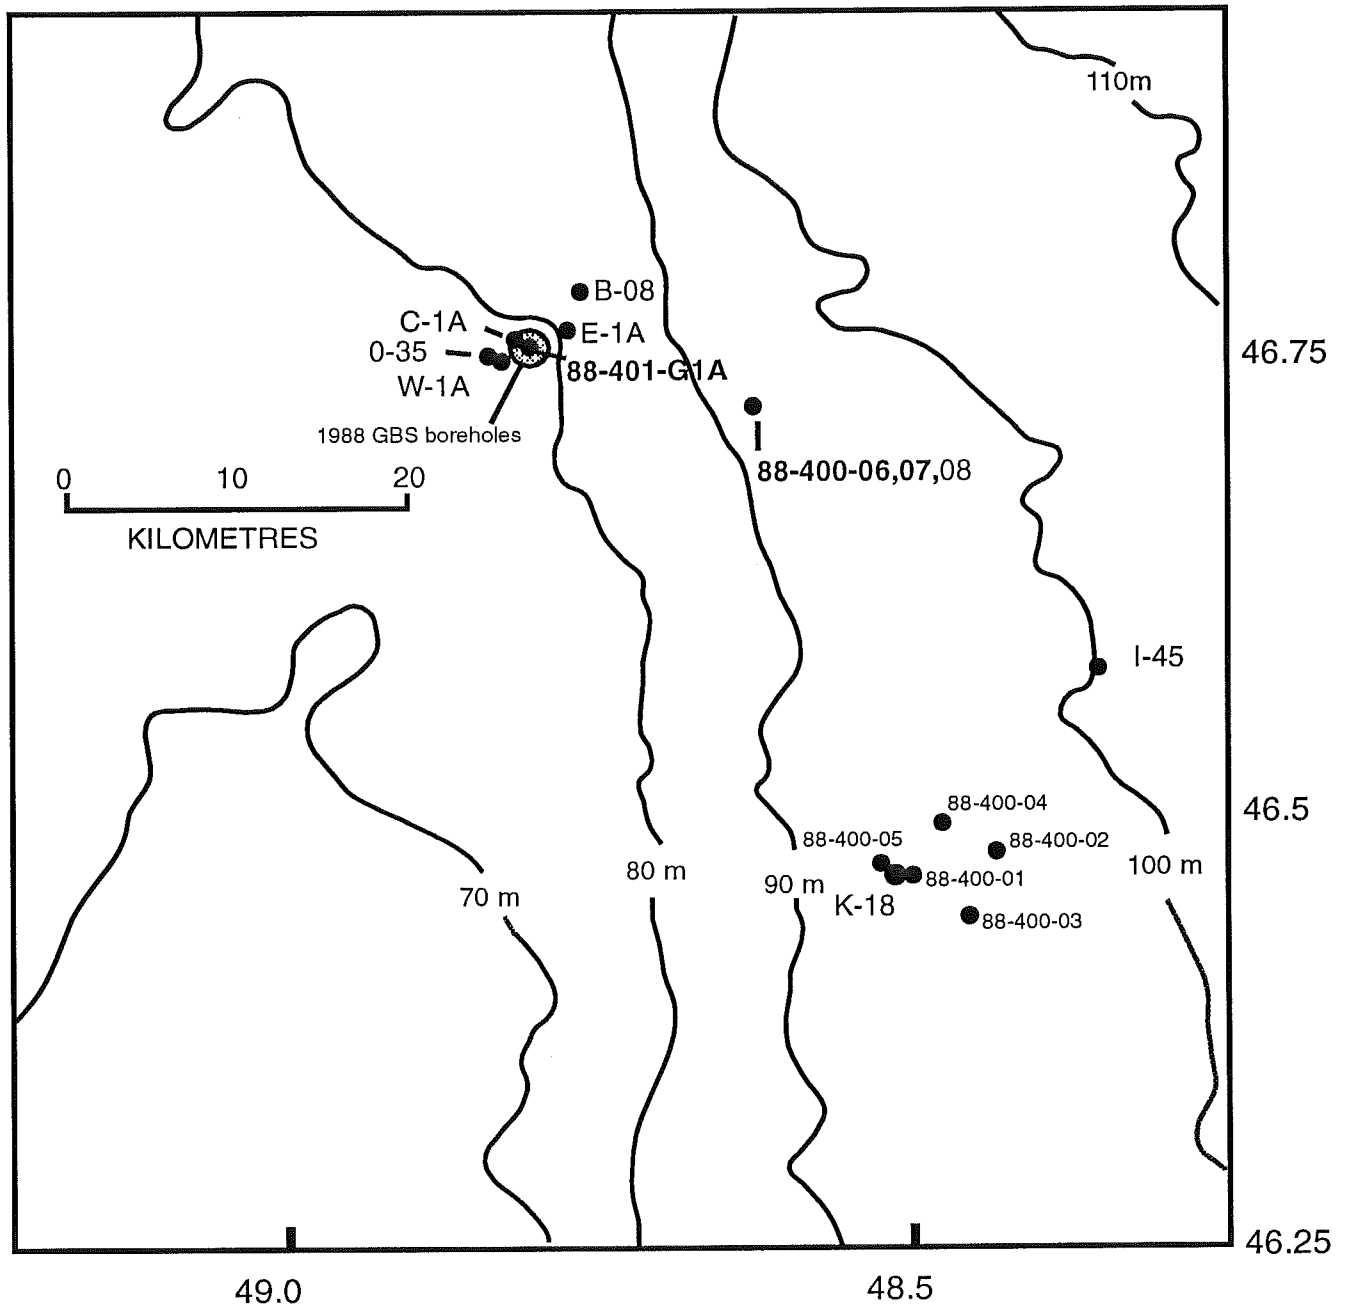 110m
B-08
C-1A
E-1A
0-35
46.75
88-401-G1A
W-1A
1988 GBS boreholes
88-400-06,07,08
0 10 20
KILOMETRES
I-45
88-400-04
46.5
88-400-05
88-400-02
100 m
80 m
88-400-01
90 m
70 m
K-18
88-400-03
46.25
49.0
48.5